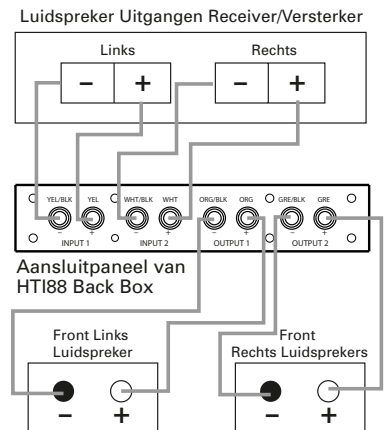 Luidspreker Uitgangen Receiver/Versterker
Links Rechts
− + − +
YEL/BLK YEL WHT/BLK WHT ORG/BLK ORG GRE/BLK GRE
− + − + − + − +
INPUT 1 INPUT 2 OUTPUT 1 OUTPUT 2
Aansluitpaneel van
HTI88 Back Box
Front Links
Luidspreker
Front
Rechts Luidsprekers
− + − +